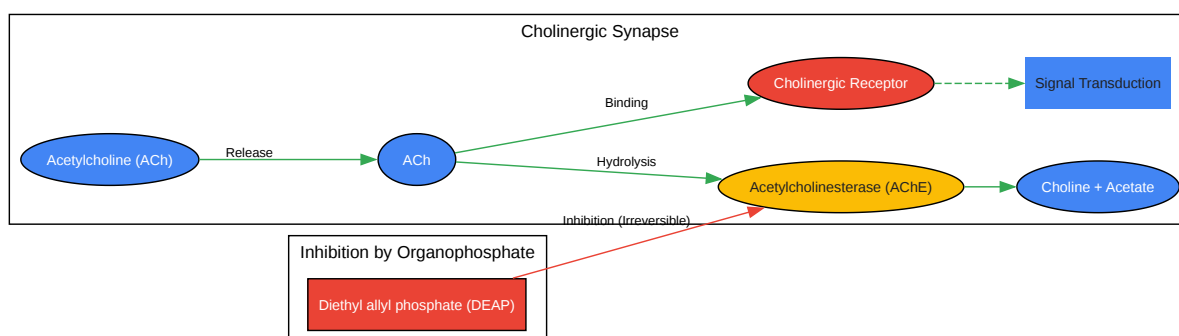 Cholinergic Synapse
Cholinergic Receptor
Signal Transduction
Binding
Acetylcholine (ACh)
Release
ACh
Hydrolysis
Acetylcholinesterase (AChE)
Choline + Acetate
Inhibition (Irreversible)
Inhibition by Organophosphate
Diethyl allyl phosphate (DEAP)